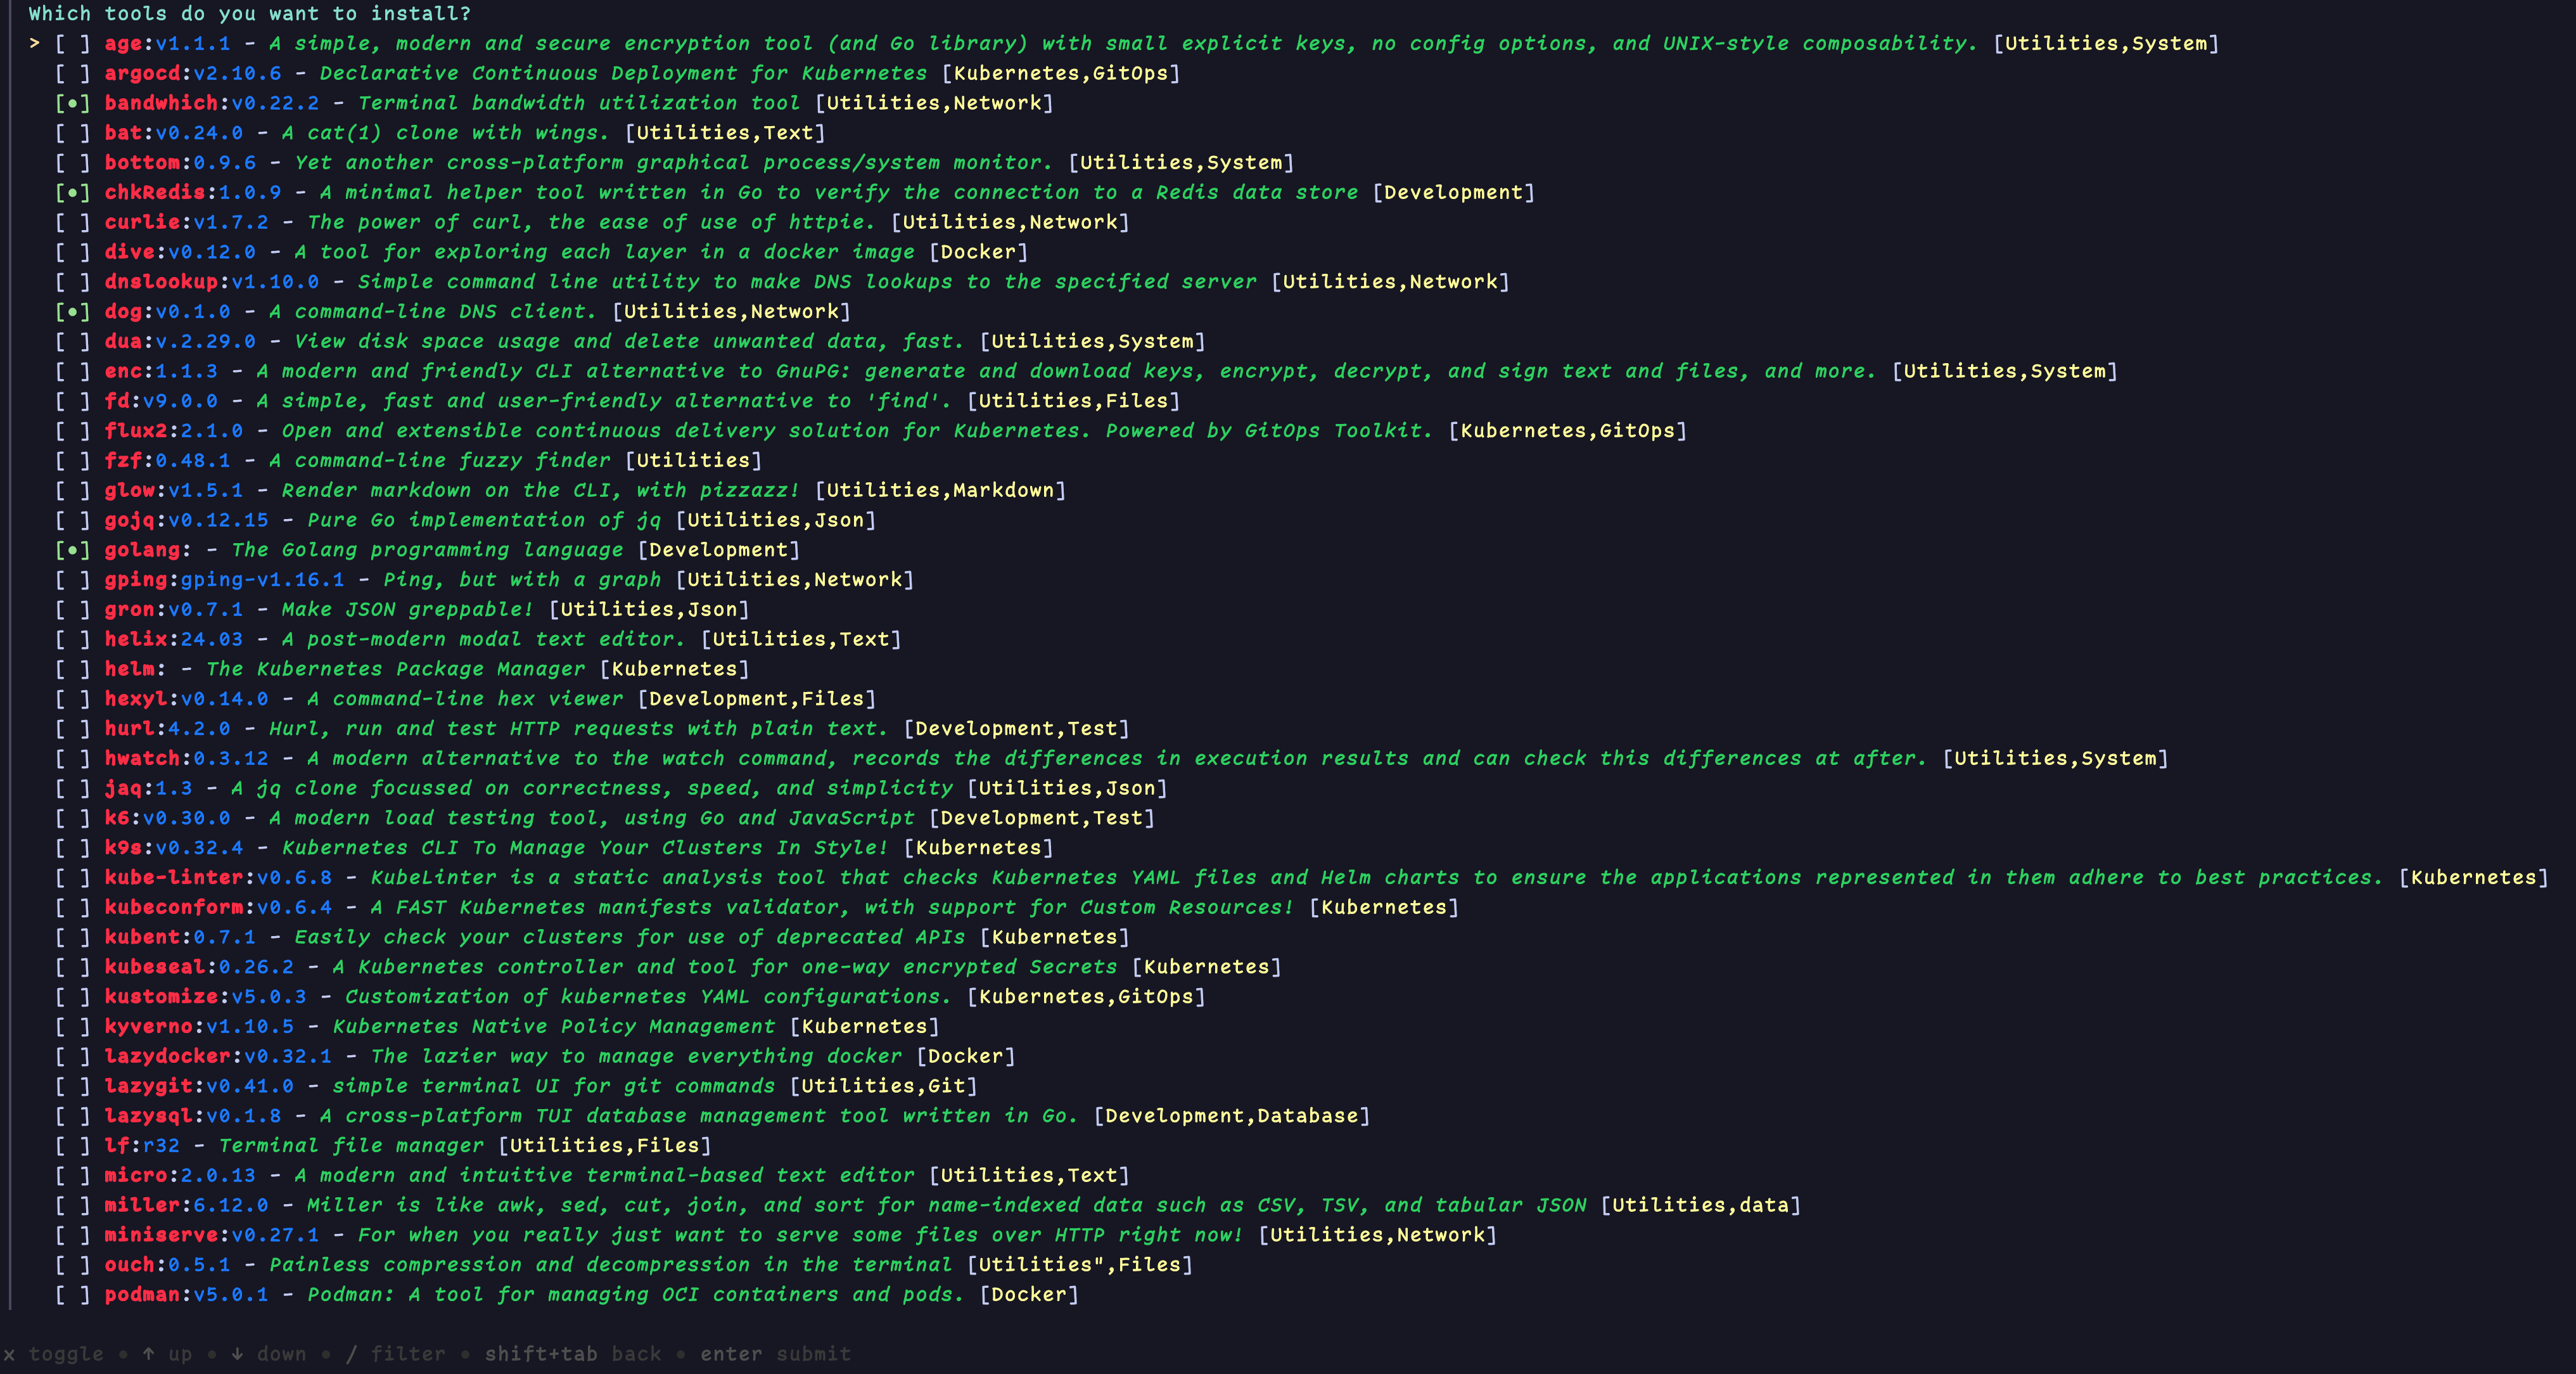 Which tools do you want to install?
> [ ] age:v1.1.1 - A simple, modern and secure encryption tool (and Go library) with small explicit keys, no config options, and UNIX-style composability. [Utilities,System]
[ ] argocd:v2.10.6 - Declarative Continuous Deployment for Kubernetes [Kubernetes,GitOps]
[•] bandwhich:v0.22.2 - Terminal bandwidth utilization tool [Utilities,Network]
[ ] bat:v0.24.0 - A cat(1) clone with wings. [Utilities,Text]
[ ] bottom:0.9.6 - Yet another cross-platform graphical process/system monitor. [Utilities,System]
[•] chkRedis:1.0.9 - A minimal helper tool written in Go to verify the connection to a Redis data store [Development]
[ ] curlie:v1.7.2 - The power of curl, the ease of use of httpie. [Utilities,Network]
[ ] dive:v0.12.0 - A tool for exploring each layer in a docker image [Docker]
[ ] dnslookup:v1.10.0 - Simple command line utility to make DNS lookups to the specified server [Utilities,Network]
[•] dog:v0.1.0 - A command-line DNS client. [Utilities,Network]
[ ] dua:v.2.29.0 - View disk space usage and delete unwanted data, fast. [Utilities,System]
[ ] enc:1.1.3 - A modern and friendly CLI alternative to GnuPG: generate and download keys, encrypt, decrypt, and sign text and files, and more. [Utilities,System]
[ ] fd:v9.0.0 - A simple, fast and user-friendly alternative to 'find'. [Utilities,Files]
[ ] flux2:2.1.0 - Open and extensible continuous delivery solution for Kubernetes. Powered by GitOps Toolkit. [Kubernetes,GitOps]
[ ] fzf:0.48.1 - A command-line fuzzy finder [Utilities]
[ ] glow:v1.5.1 - Render markdown on the CLI, with pizzazz! [Utilities,Markdown]
[ ] gojq:v0.12.15 - Pure Go implementation of jq [Utilities,Json]
[•] golang: - The Golang programming language [Development]
[ ] gping:gping-v1.16.1 - Ping, but with a graph [Utilities,Network]
[ ] gron:v0.7.1 - Make JSON greppable! [Utilities,Json]
[ ] helix:24.03 - A post-modern modal text editor. [Utilities,Text]
[ ] helm: - The Kubernetes Package Manager [Kubernetes]
[ ] hexyl:v0.14.0 - A command-line hex viewer [Development,Files]
[ ] hurl:4.2.0 - Hurl, run and test HTTP requests with plain text. [Development,Test]
[ ] hwatch:0.3.12 - A modern alternative to the watch command, records the differences in execution results and can check this differences at after. [Utilities,System]
[ ] jaq:1.3 - A jq clone focussed on correctness, speed, and simplicity [Utilities,Json]
[ ] k6:v0.30.0 - A modern load testing tool, using Go and JavaScript [Development,Test]
[ ] k9s:v0.32.4 - Kubernetes CLI To Manage Your Clusters In Style! [Kubernetes]
[ ] kube-linter:v0.6.8 - KubeLinter is a static analysis tool that checks Kubernetes YAML files and Helm charts to ensure the applications represented in them adhere to best practices. [Kubernetes]
[ ] kubeconform:v0.6.4 - A FAST Kubernetes manifests validator, with support for Custom Resources! [Kubernetes]
[ ] kubent:0.7.1 - Easily check your clusters for use of deprecated APIs [Kubernetes]
[ ] kubeseal:0.26.2 - A Kubernetes controller and tool for one-way encrypted Secrets [Kubernetes]
[ ] kustomize:v5.0.3 - Customization of kubernetes YAML configurations. [Kubernetes,GitOps]
[ ] kyverno:v1.10.5 - Kubernetes Native Policy Management [Kubernetes]
[ ] lazydocker:v0.32.1 - The lazier way to manage everything docker [Docker]
[ ] lazygit:v0.41.0 - simple terminal UI for git commands [Utilities,Git]
[ ] lazysql:v0.1.8 - A cross-platform TUI database management tool written in Go. [Development,Database]
[ ] lf:r32 - Terminal file manager [Utilities,Files]
[ ] micro:2.0.13 - A modern and intuitive terminal-based text editor [Utilities,Text]
[ ] miller:6.12.0 - Miller is like awk, sed, cut, join, and sort for name-indexed data such as CSV, TSV, and tabular JSON [Utilities,data]
[ ] miniserve:v0.27.1 - For when you really just want to serve some files over HTTP right now! [Utilities,Network]
[ ] ouch:0.5.1 - Painless compression and decompression in the terminal [Utilities",Files]
[ ] podman:v5.0.1 - Podman: A tool for managing OCI containers and pods. [Docker]
x toggle • ↑ up • ↓ down • / filter • shift+tab back • enter submit